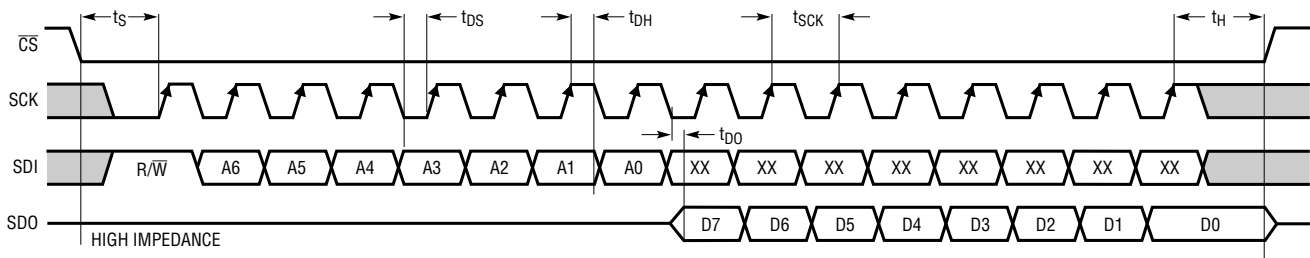 tS tDS tDH tSCK tH
C̅S̅
SCK
tDO
SDI R/W̅ A6 A5 A4 A3 A2 A1 A0 XX XX XX XX XX XX XX XX
SDO D7 D6 D5 D4 D3 D2 D1 D0
HIGH IMPEDANCE